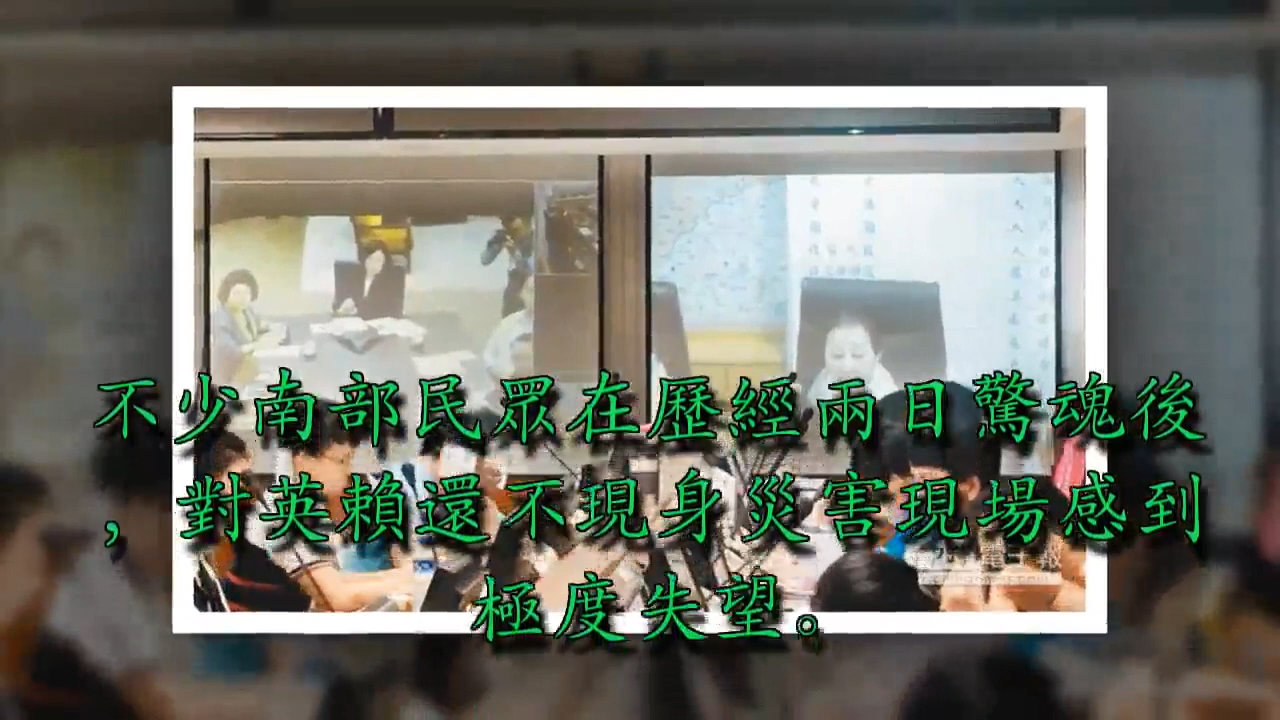 不少南部民眾在歷經兩日驚魂後
，對英賴還不現身災害現場感到
極度失望。